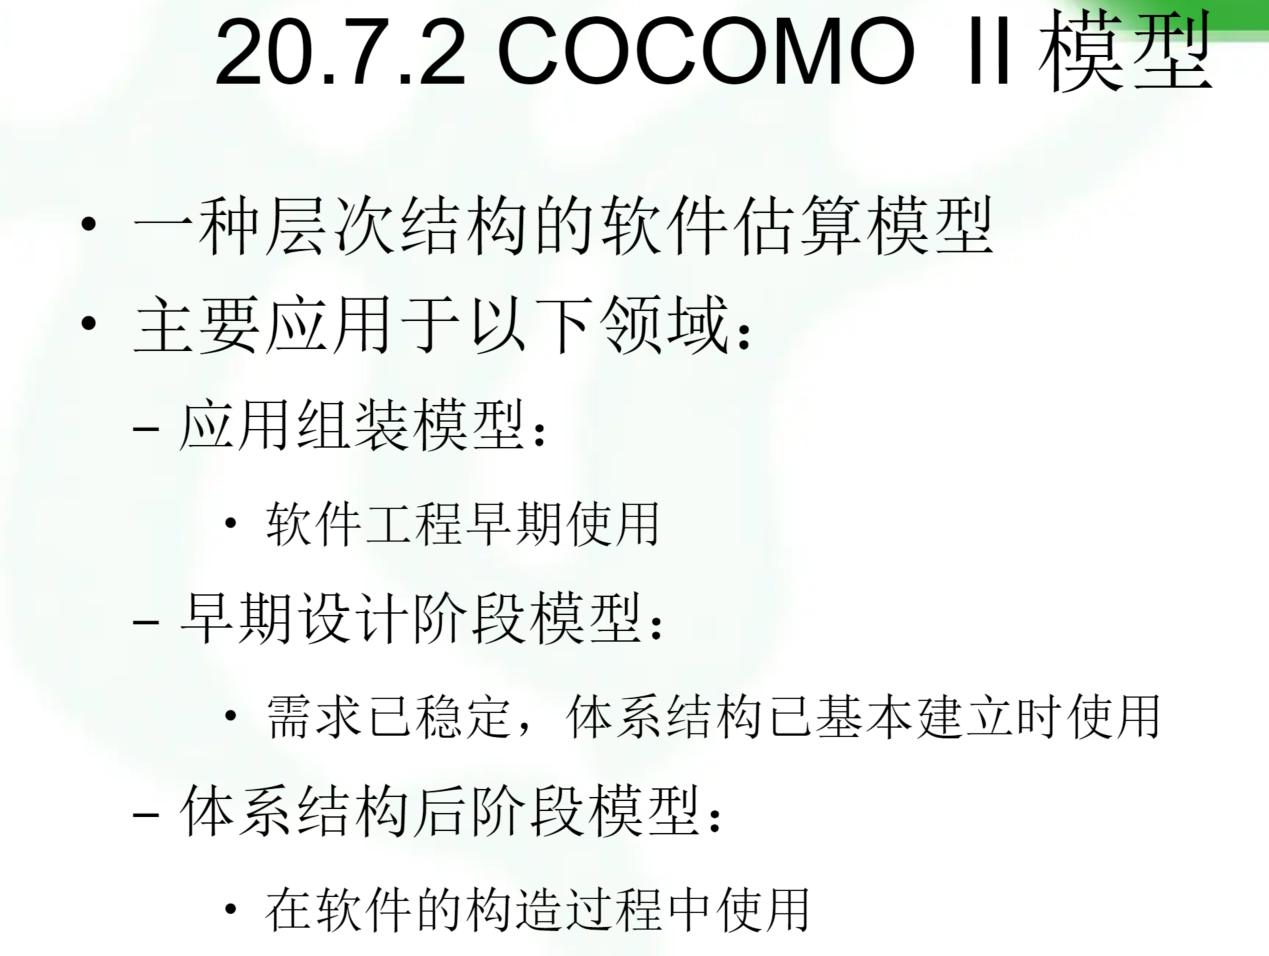 20.7.2 COCOMO II 模型
• 一种层次结构的软件估算模型
• 主要应用于以下领域：
– 应用组装模型：
• 软件工程早期使用
– 早期设计阶段模型：
• 需求已稳定，体系结构已基本建立时使用
– 体系结构后阶段模型：
• 在软件的构造过程中使用